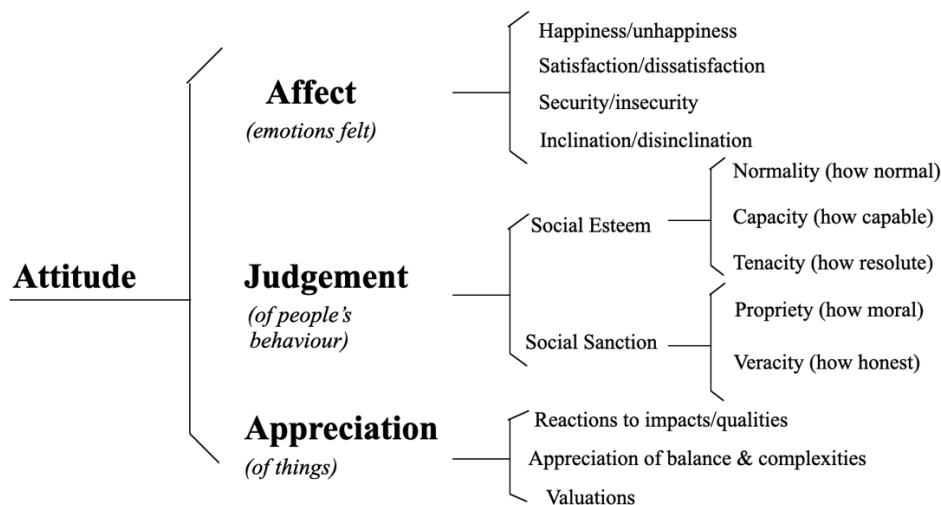 Attitude
Affect
(emotions felt)
Happiness/unhappiness
Satisfaction/dissatisfaction
Security/insecurity
Inclination/disinclination
Judgement
(of people's
behaviour)
Social Esteem
Normality (how normal)
Capacity (how capable)
Tenacity (how resolute)
Social Sanction
Propriety (how moral)
Veracity (how honest)
Appreciation
(of things)
Reactions to impacts/qualities
Appreciation of balance & complexities
Valuations